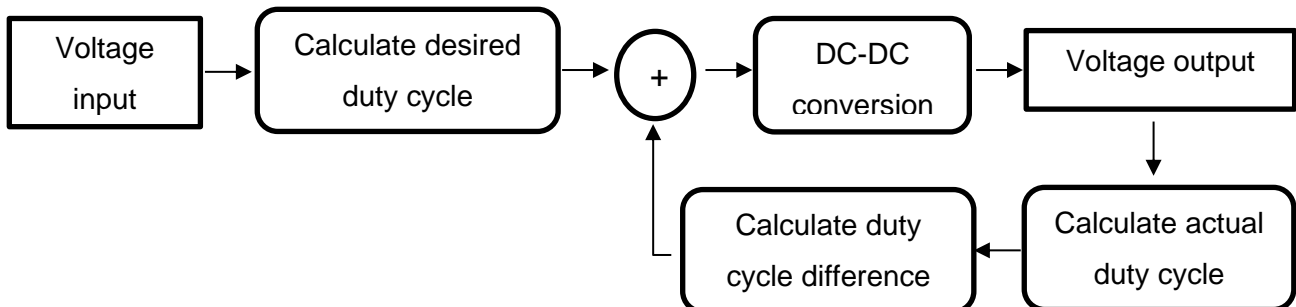 Voltage
input
Calculate desired
duty cycle
+
DC-DC
conversion
Voltage output
Calculate duty
cycle difference
Calculate actual
duty cycle